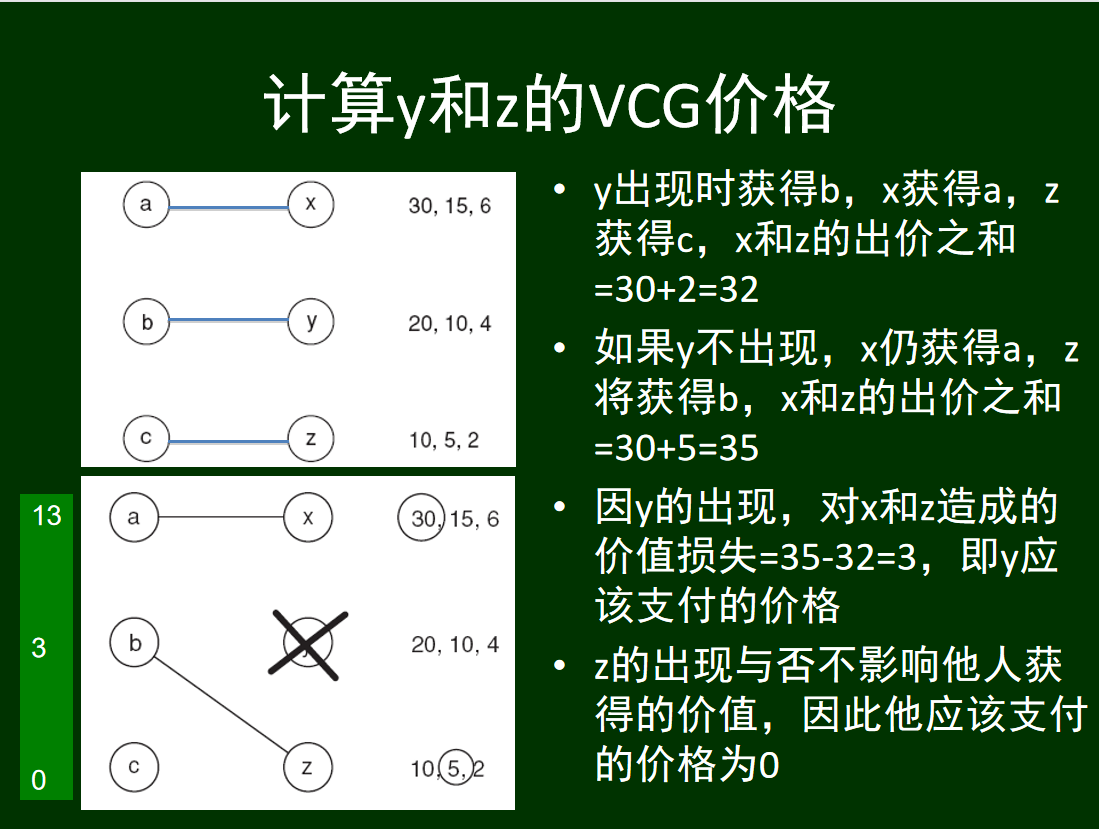 计算y和z的VCG价格
a x 30, 15, 6
b y 20, 10, 4
c z 10, 5, 2
13
a x 30, 15, 6
3
b 20, 10, 4
0
c z 10, 5, 2
• y出现时获得b，x获得a，z
获得c，x和z的出价之和
=30+2=32
• 如果y不出现，x仍获得a，z
将获得b，x和z的出价之和
=30+5=35
• 因y的出现，对x和z造成的
价值损失=35-32=3，即y应
该支付的价格
• z的出现与否不影响他人获
得的价值，因此他应该支付
的价格为0